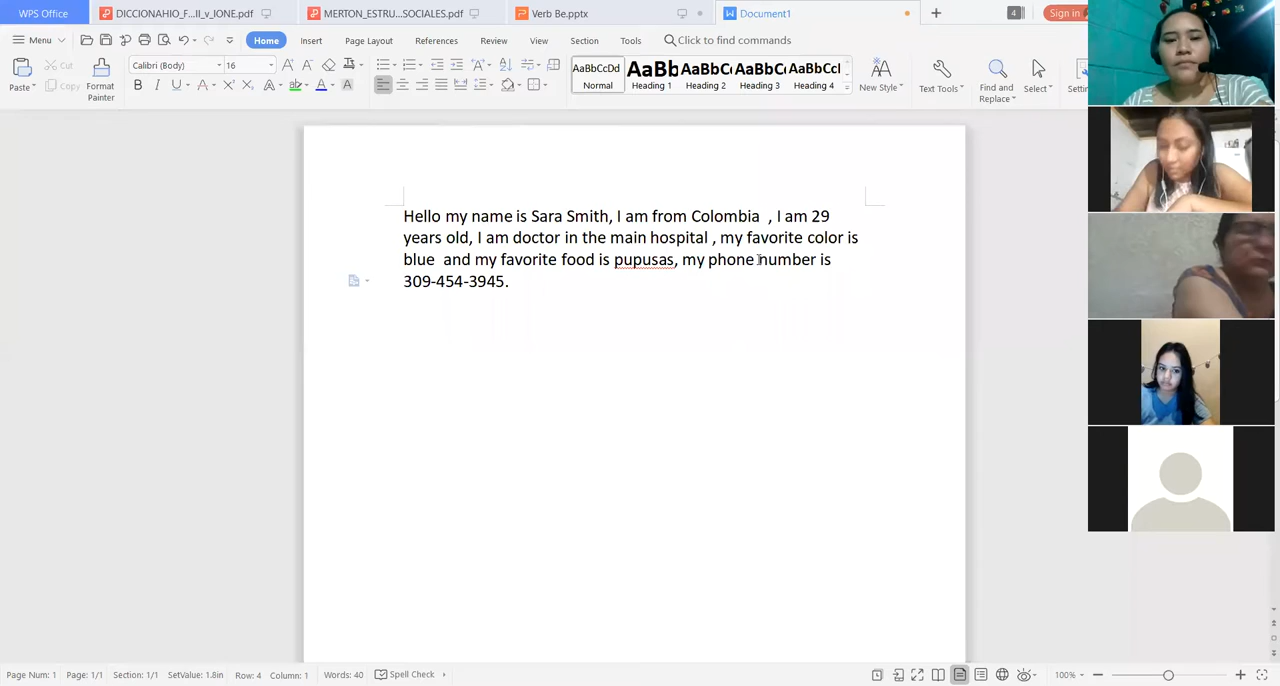 WPS Office
DICCIONAHIO_F...II_v_IONE.pdf
MERTON_ESTRU...SOCIALES.pdf
Verb Be.pptx
Document1
4
Sign in
Menu
Home
Insert
Page Layout
References
Review
View
Section
Tools
Click to find commands
Paste
Cut
Copy
Format Painter
Calibri (Body)
16
AaBbCcDd
Normal
AaBb
Heading 1
AaBbC
Heading 2
AaBbC
Heading 3
AaBbCcl
Heading 4
New Style
Text Tools
Find and Replace
Select
Hello my name is Sara Smith, I am from Colombia , I am 29
years old, I am doctor in the main hospital , my favorite color is
blue and my favorite food is pupusas, my phone number is
309-454-3945.
Page Num: 1 Page: 1/1 Section: 1/1 SetValue: 1.8in Row: 4 Column: 1 Words: 40 Spell Check 100%